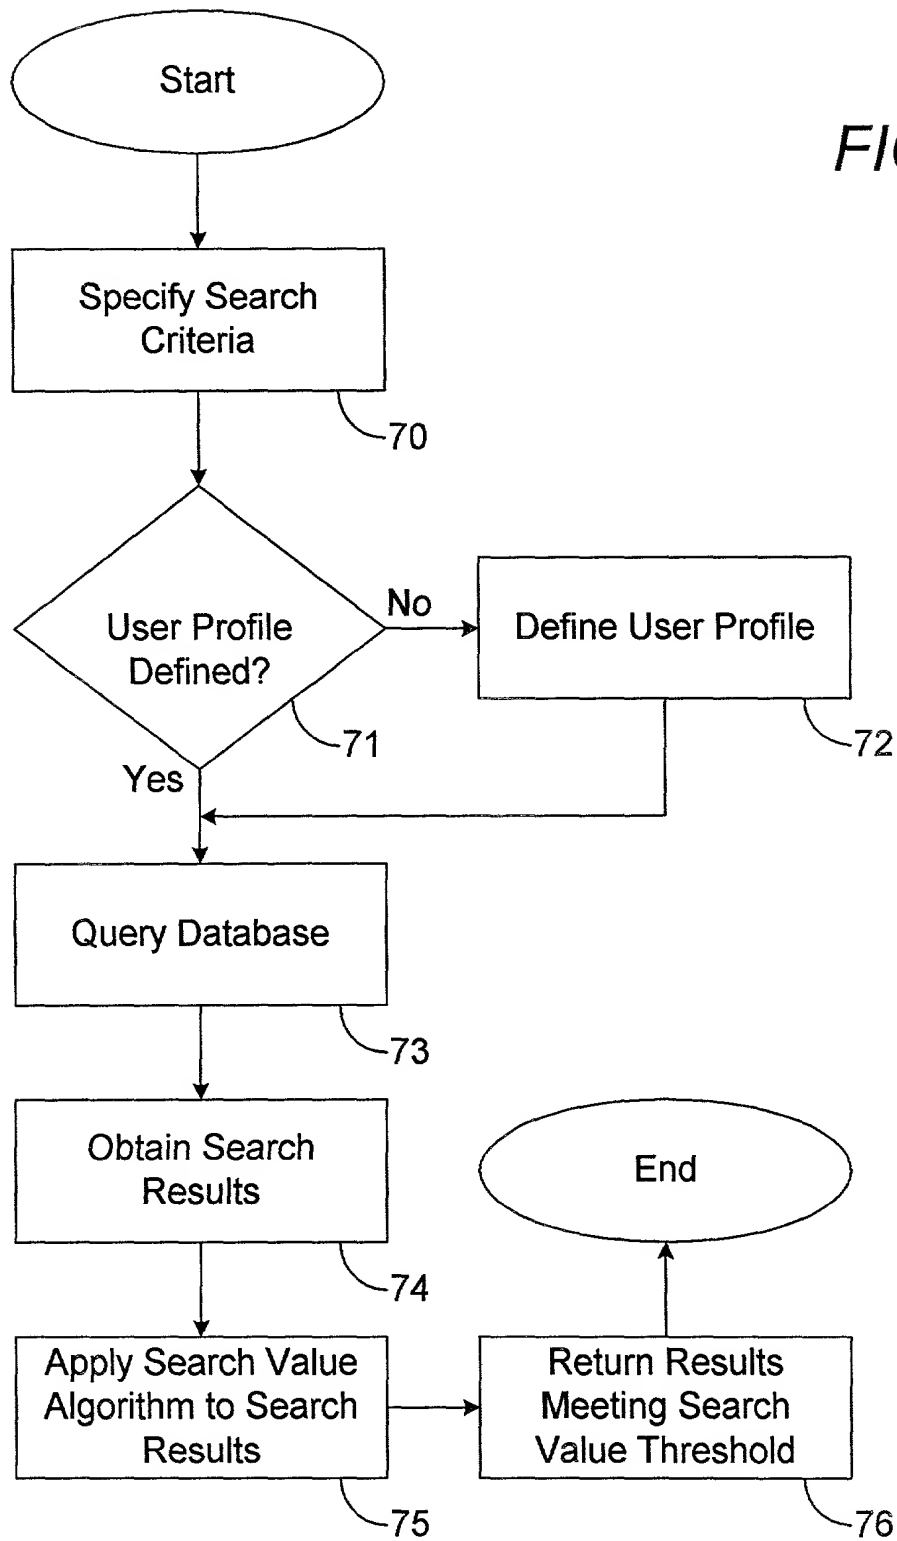 Start
FIG
Specify Search
Criteria
70
No
User Profile
Defined?
71
Define User Profile
72
Yes
Query Database
73
Obtain Search
Results
74
End
Apply Search Value
Algorithm to Search
Results
75
Return Results
Meeting Search
Value Threshold
76